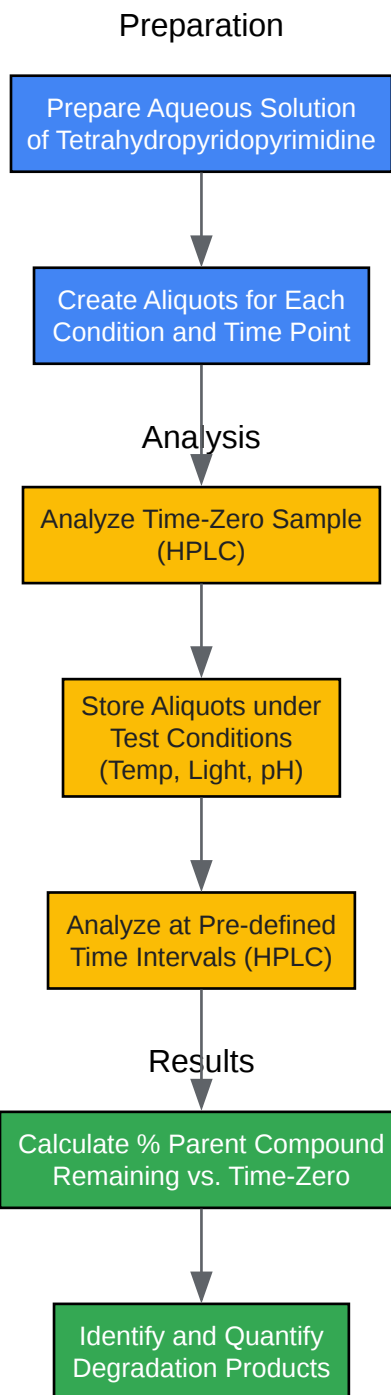 Preparation
Prepare Aqueous Solution
of Tetrahydropyridopyrimidine
Create Aliquots for Each
Condition and Time Point
Analysis
Analyze Time-Zero Sample
(HPLC)
Store Aliquots under
Test Conditions
(Temp, Light, pH)
Analyze at Pre-defined
Time Intervals (HPLC)
Results
Calculate % Parent Compound
Remaining vs. Time-Zero
Identify and Quantify
Degradation Products